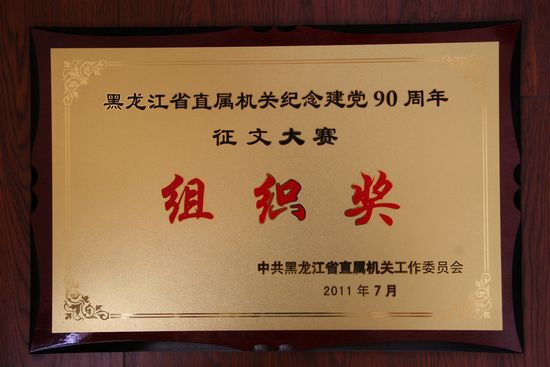 黑龙江省直属机关纪念建党90周年
征文大赛
组织奖
中共黑龙江省直属机关工作委员会
2011年7月